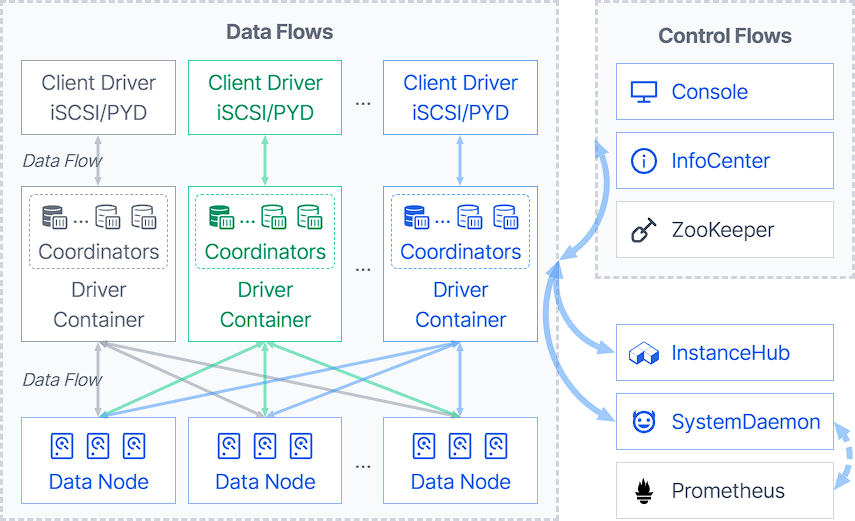 Data Flows
Client Driver
iSCSI/PYD
Client Driver
iSCSI/PYD
...
Client Driver
iSCSI/PYD
Data Flow
...
Coordinators
Driver
Container
...
Coordinators
Driver
Container
...
...
Coordinators
Driver
Container
Data Flow
Data Node
Data Node
...
Data Node
Control Flows
Console
InfoCenter
ZooKeeper
InstanceHub
SystemDaemon
Prometheus